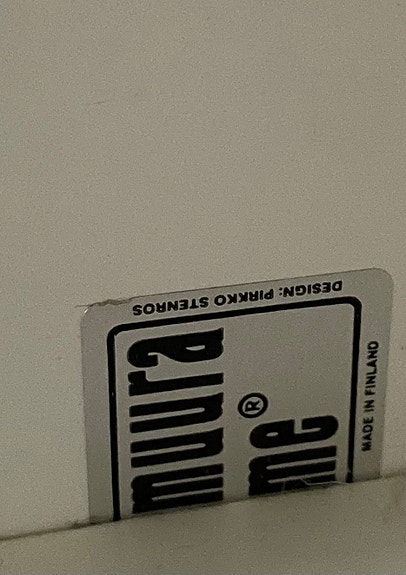 DESIGN: PIRKKO STENROS
muura
me®
MADE IN FINLAND